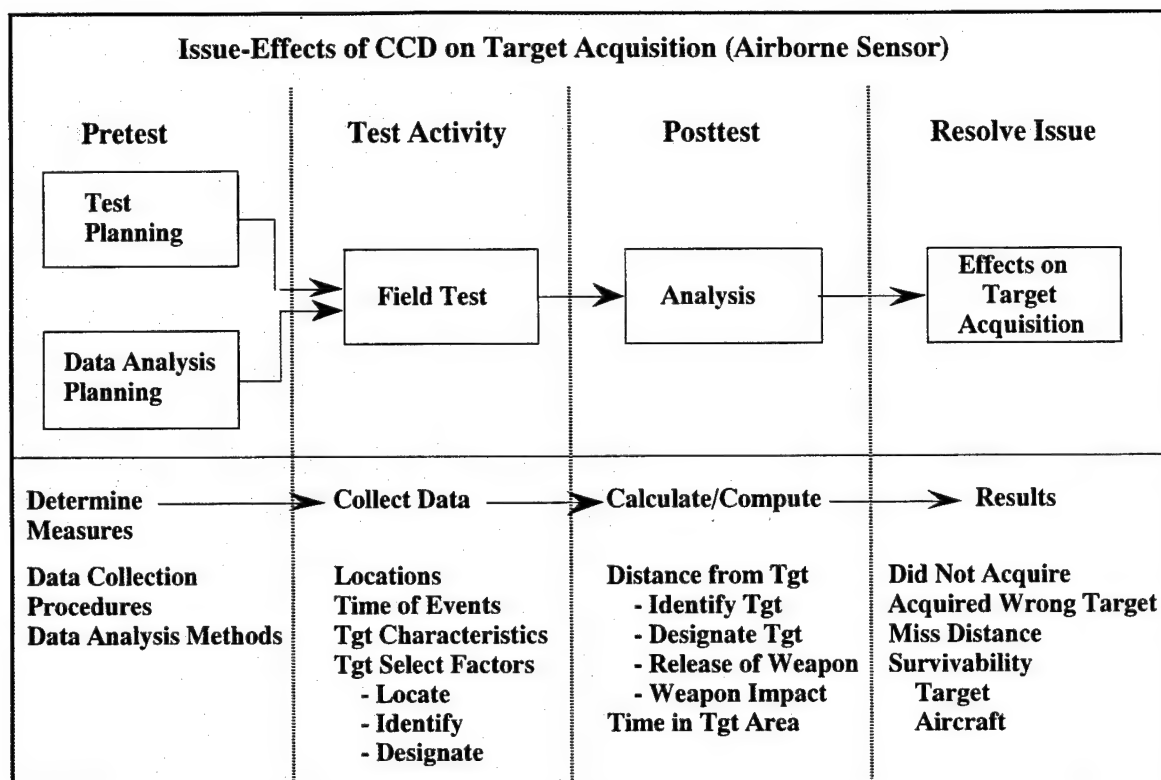 Issue-Effects of CCD on Target Acquisition (Airborne Sensor)
Pretest
Test
Planning
Data Analysis
Planning
Test Activity
Field Test
Posttest
Analysis
Resolve Issue
Effects on
Target
Acquisition
Determine
Measures
Data Collection
Procedures
Data Analysis Methods
Collect Data
Locations
Time of Events
Tgt Characteristics
Tgt Select Factors
- Locate
- Identify
- Designate
Calculate/Compute
Distance from Tgt
- Identify Tgt
- Designate Tgt
- Release of Weapon
- Weapon Impact
Time in Tgt Area
Results
Did Not Acquire
Acquired Wrong Target
Miss Distance
Survivability
Target
Aircraft